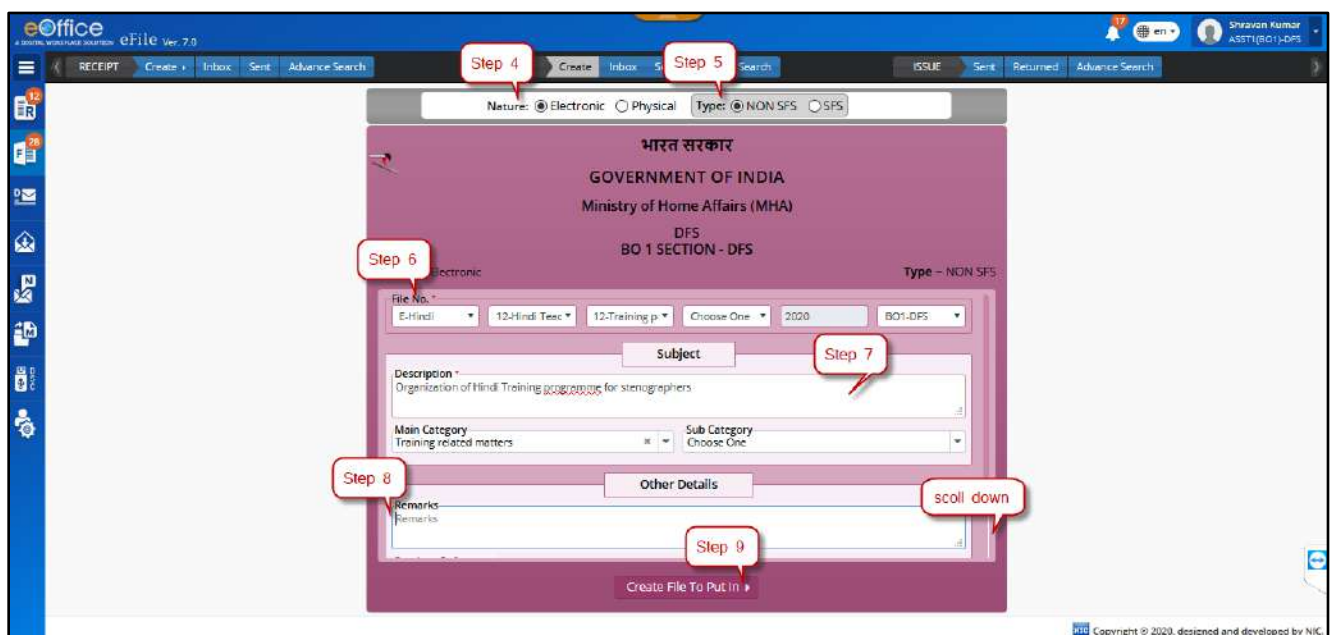 eOffice
A DIGITAL WORKPLACE SOLUTION eFile Ver. 7.0
17
en
Shravan Kumar
ASST1(BO1)-DFS
RECEIPT Create Inbox Sent Advance Search Step 4 Create Inbox Step 5 Search ISSUE Sent Returned Advance Search
12
R
28
F
Nature: Electronic Physical Type: NON SFS SFS
भारत सरकार
GOVERNMENT OF INDIA
Ministry of Home Affairs (MHA)
DFS
BO 1 SECTION - DFS
D
N
M
DSC
Step 6
Electronic Type – NON SFS
File No. *
E-Hindi 12-Hindi Teac 12-Training p Choose One 2020 BO1-DFS
Subject
Step 7
Description *
Organization of Hindi Training programme for stenographers
Main Category Sub Category
Training related matters Choose One
Step 8
Other Details
scoll down
Remarks
Remarks
Step 9
Create File To Put In
NIC Copyright © 2020, designed and developed by NIC.